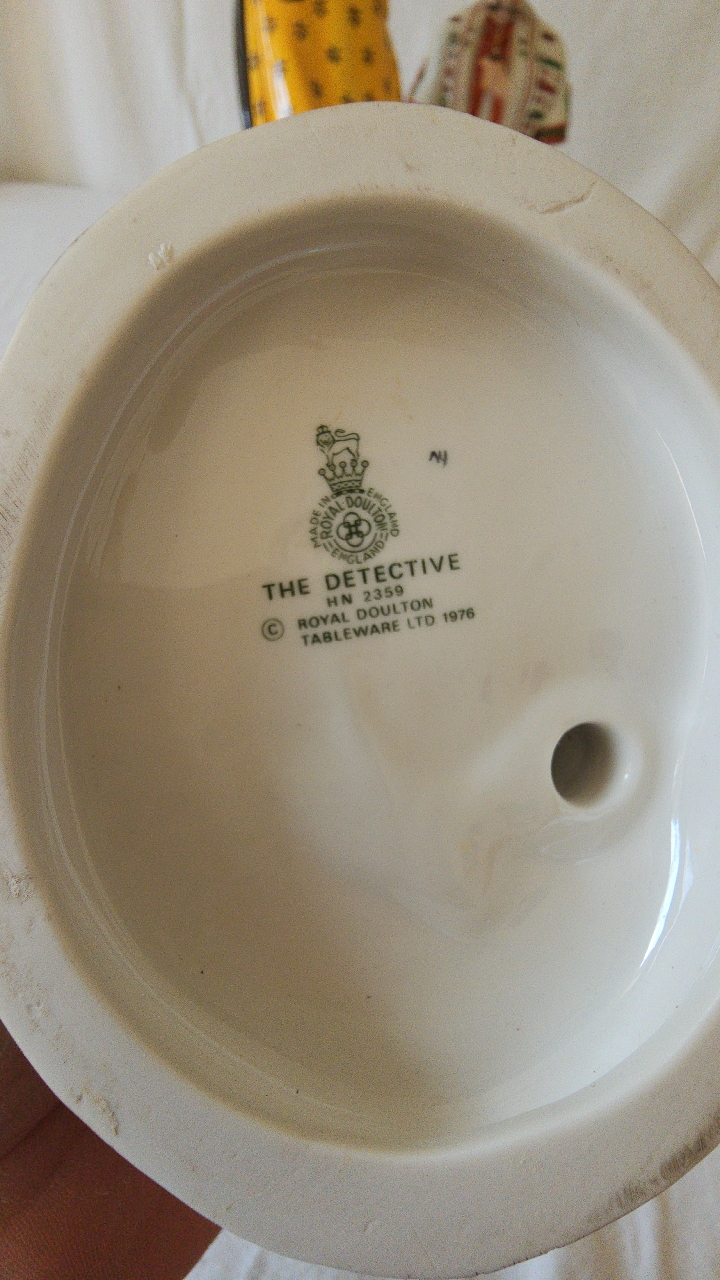 MADE IN ENGLAND
ROYAL DOULTON
ENGLAND
THE DETECTIVE
HN 2359
© ROYAL DOULTON
TABLEWARE LTD 1976